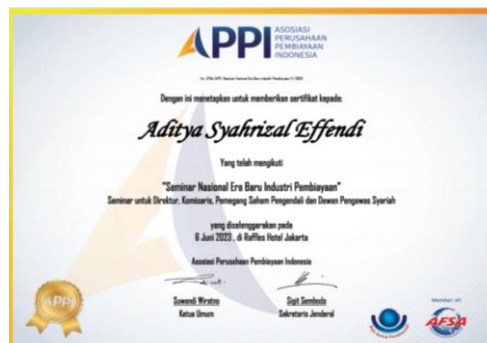 APPI
ASOSIASI
PERUSAHAAN
PEMBIAYAAN
INDONESIA
Dengan ini menetapkan untuk memberikan sertifikat kepada:
Aditya Syahrizal Effendi
Yang telah mengikuti
"Seminar Nasional Era Baru Industri Pembiayaan"
Seminar untuk Direktur, Komisaris, Pemegang Saham Pengendali dan Dewan Pengawas Syariah
yang diselenggarakan pada
6 Juni 2023 , di Raffles Hotel Jakarta
Asosiasi Perusahaan Pembiayaan Indonesia
Suwandi Wiratno
Sigit Sembodo
Ketua Umum
Sekretaris Jenderal
APPI
Member of:
AFSA